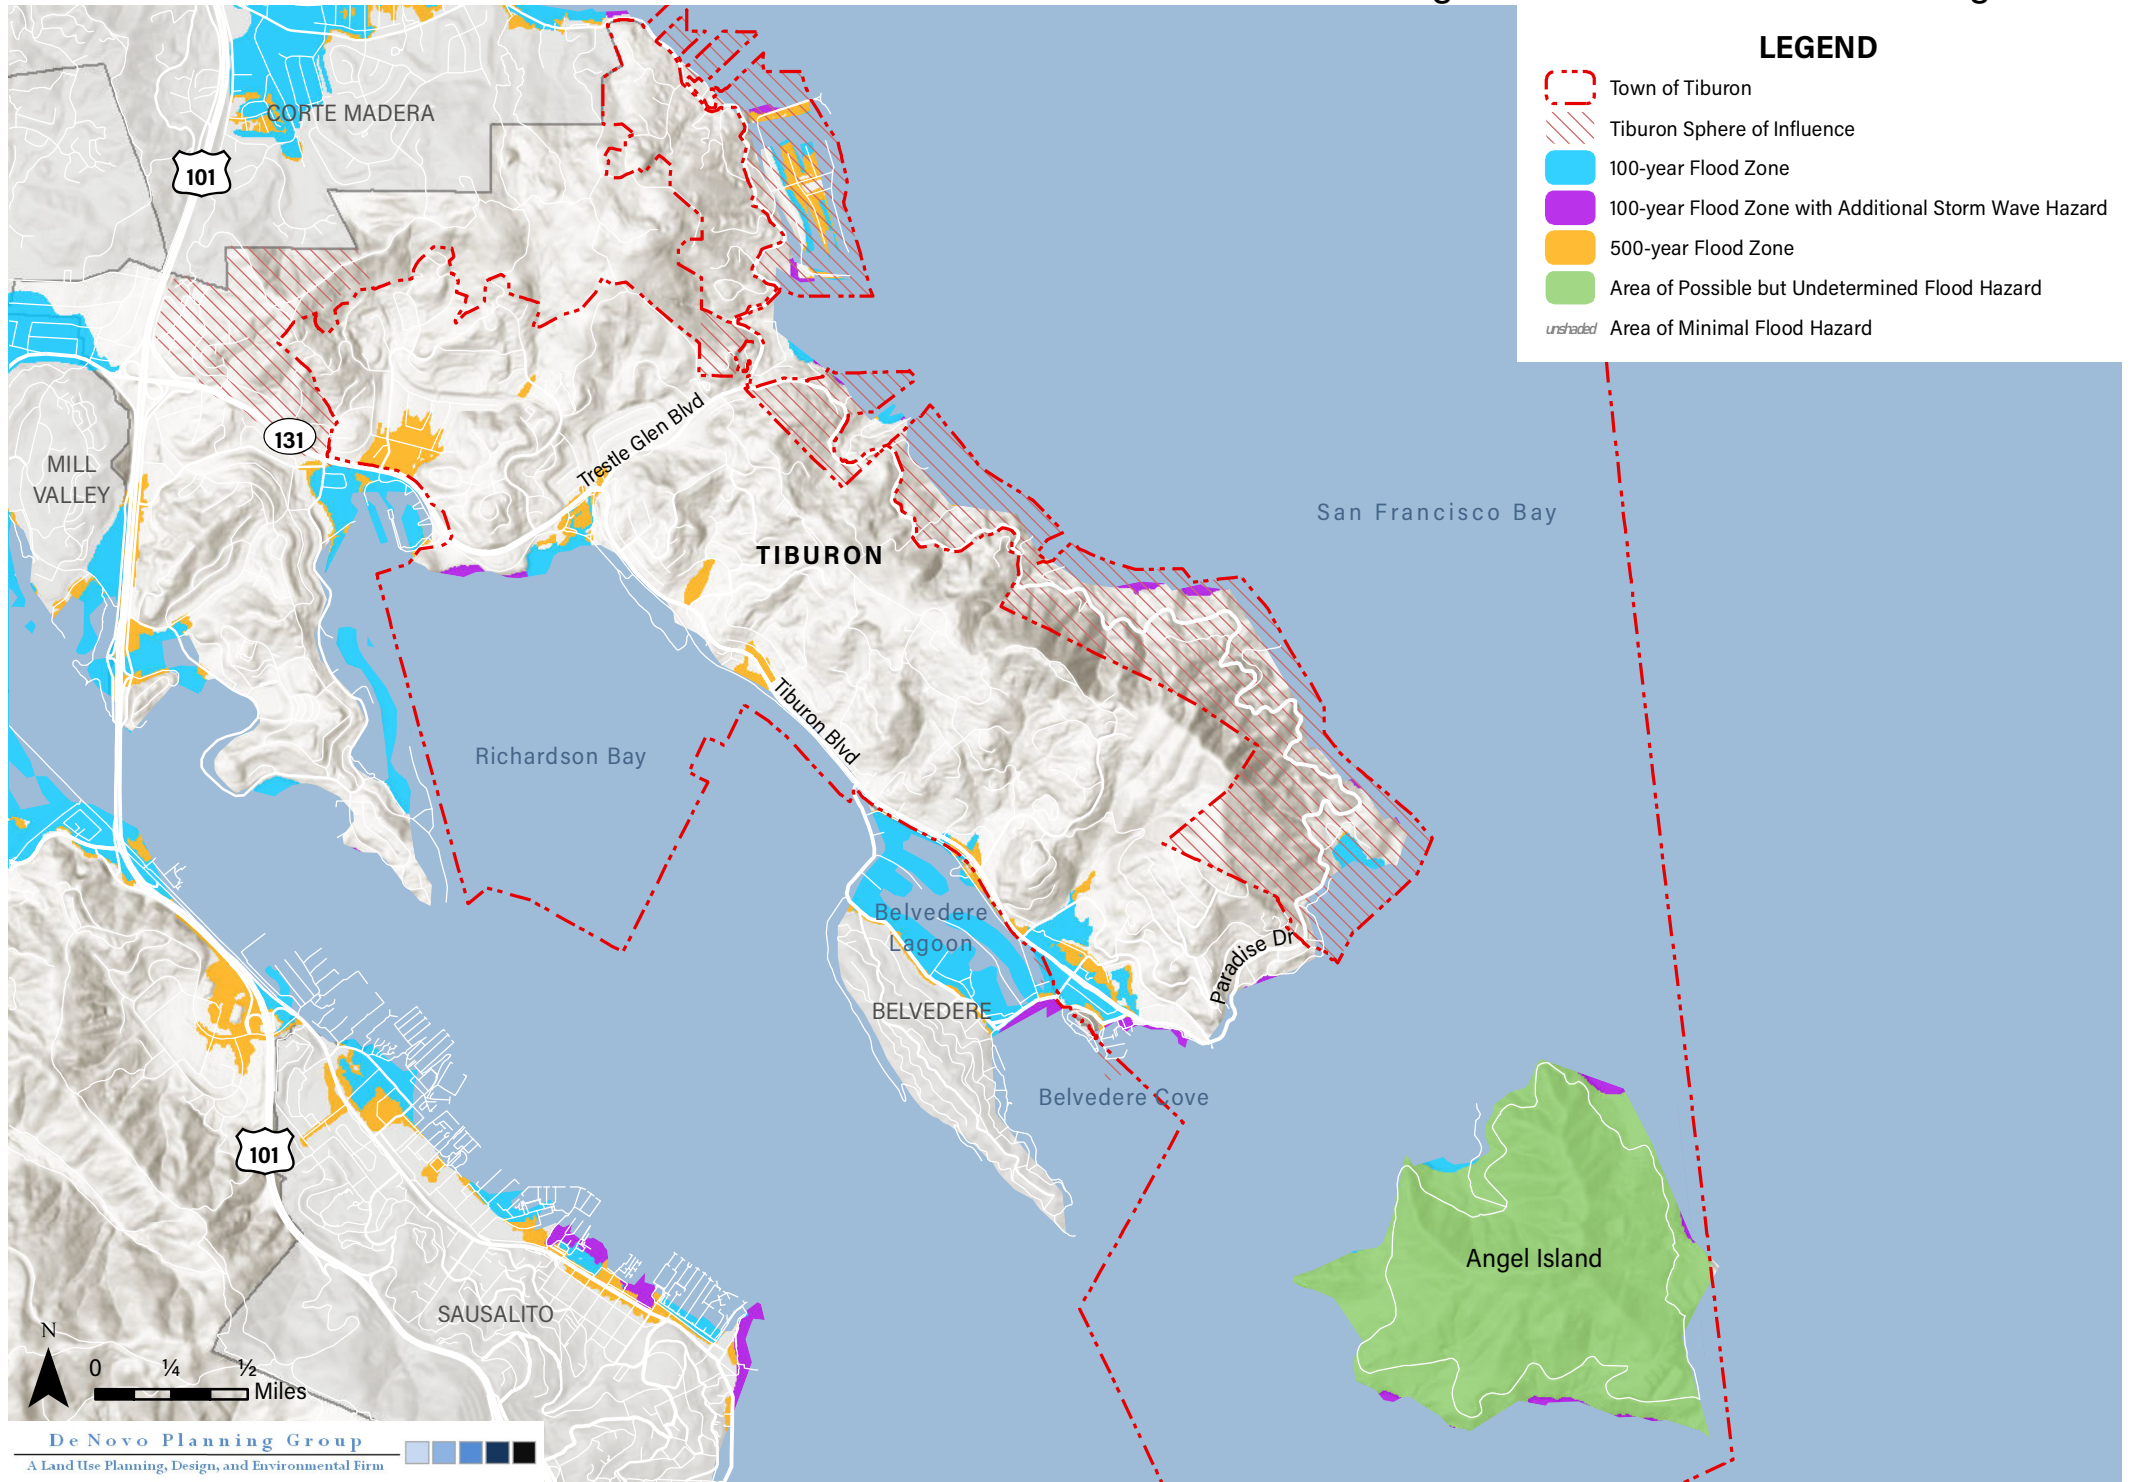 LEGEND
Town of Tiburon
Tiburon Sphere of Influence
100-year Flood Zone
100-year Flood Zone with Additional Storm Wave Hazard
500-year Flood Zone
Area of Possible but Undetermined Flood Hazard
unshaded Area of Minimal Flood Hazard
CORTE MADERA
101
131
MILL
VALLEY
Trestle Glen Blvd
TIBURON
San Francisco Bay
Tiburon Blvd
Richardson Bay
Belvedere
Lagoon
Paradise Dr
BELVEDERE
Belvedere Cove
101
Angel Island
SAUSALITO
N
0 ¼ ½
Miles
De Novo Planning Group
A Land Use Planning, Design, and Environmental Firm